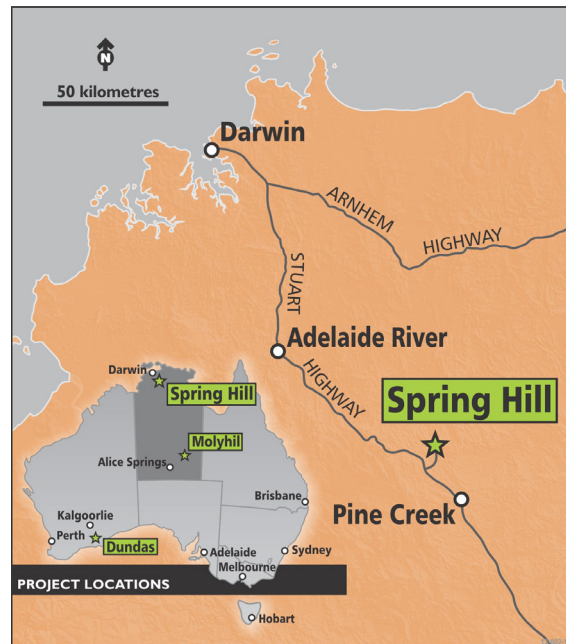 N
50 kilometres
Darwin
ARNHEM
HIGHWAY
STUART
Adelaide River
HIGHWAY
Spring Hill
Pine Creek
Darwin
Spring Hill
Molyhil
Alice Springs
Brisbane
Kalgoorlie
Perth
Dundas
Adelaide
Sydney
Melbourne
PROJECT LOCATIONS
Hobart